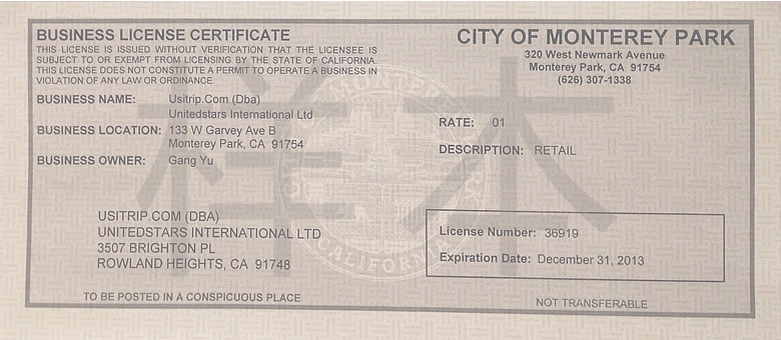 BUSINESS LICENSE CERTIFICATE
THIS LICENSE IS ISSUED WITHOUT VERIFICATION THAT THE LICENSEE IS
SUBJECT TO OR EXEMPT FROM LICENSING BY THE STATE OF CALIFORNIA.
THIS LICENSE DOES NOT CONSTITUTE A PERMIT TO OPERATE A BUSINESS IN
VIOLATION OF ANY LAW OR ORDINANCE
CITY OF MONTEREY PARK
320 West Newmark Avenue
Monterey Park, CA 91754
(626) 307-1338
BUSINESS NAME: Usitrip.Com (Dba)
Unitedstars International Ltd
BUSINESS LOCATION: 133 W Garvey Ave B
Monterey Park, CA 91754
BUSINESS OWNER: Gang Yu
RATE: 01
DESCRIPTION: RETAIL
样本
USITRIP.COM (DBA)
UNITEDSTARS INTERNATIONAL LTD
3507 BRIGHTON PL
ROWLAND HEIGHTS, CA 91748
License Number: 36919
Expiration Date: December 31, 2013
TO BE POSTED IN A CONSPICUOUS PLACE
NOT TRANSFERABLE
CALIFORNIA